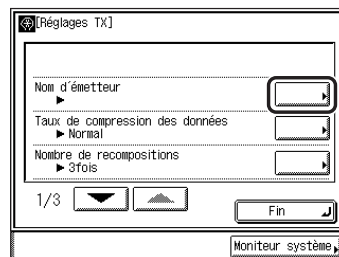 [Réglages TX]
Nom d'émetteur
Taux de compression des données
► Normal
Nombre de recompositions
► 3fois
1/3
Fin
Moniteur système